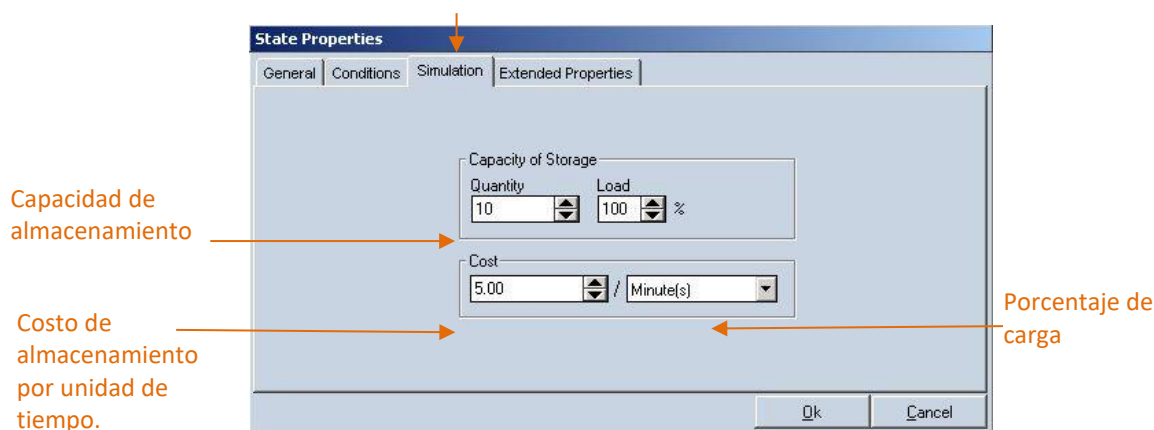 State Properties
General Conditions Simulation Extended Properties
Capacity of Storage
Quantity Load
10 100 %
Cost
5.00 / Minute(s)
Ok Cancel
Capacidad de
almacenamiento
Costo de
almacenamiento
por unidad de
tiempo.
Porcentaje de
carga